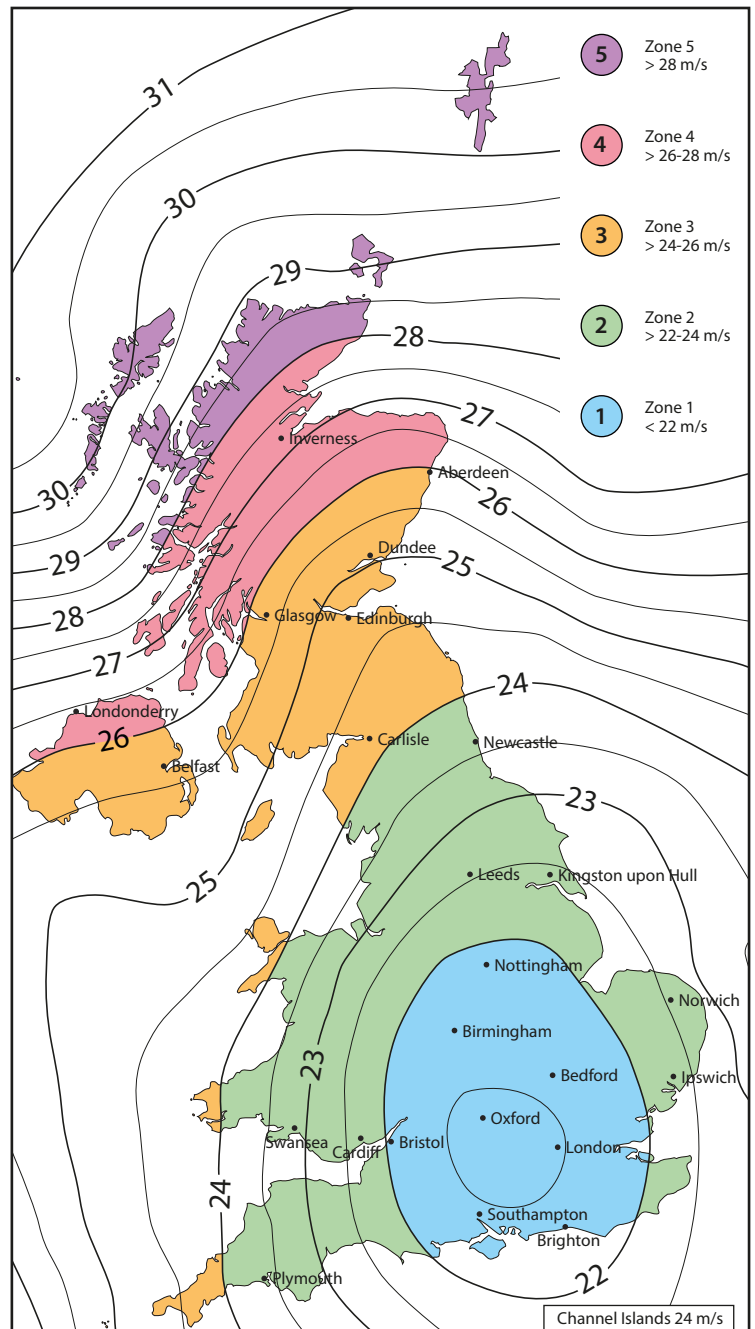 31
5
Zone 5
> 28 m/s
4
Zone 4
> 26-28 m/s
30
3
Zone 3
> 24-26 m/s
29
2
Zone 2
> 22-24 m/s
28
1
Zone 1
< 22 m/s
27
Inverness
Aberdeen
30
26
Dundee
29
25
Glasgow
Edinburgh
28
27
24
Londonderry
26
Carlisle
Newcastle
Belfast
23
25
Leeds
Kingston upon Hull
Nottingham
Norwich
Birmingham
23
Bedford
Ipswich
Oxford
Swansea
Cardiff
Bristol
London
24
Southampton
Brighton
Plymouth
22
Channel Islands 24 m/s